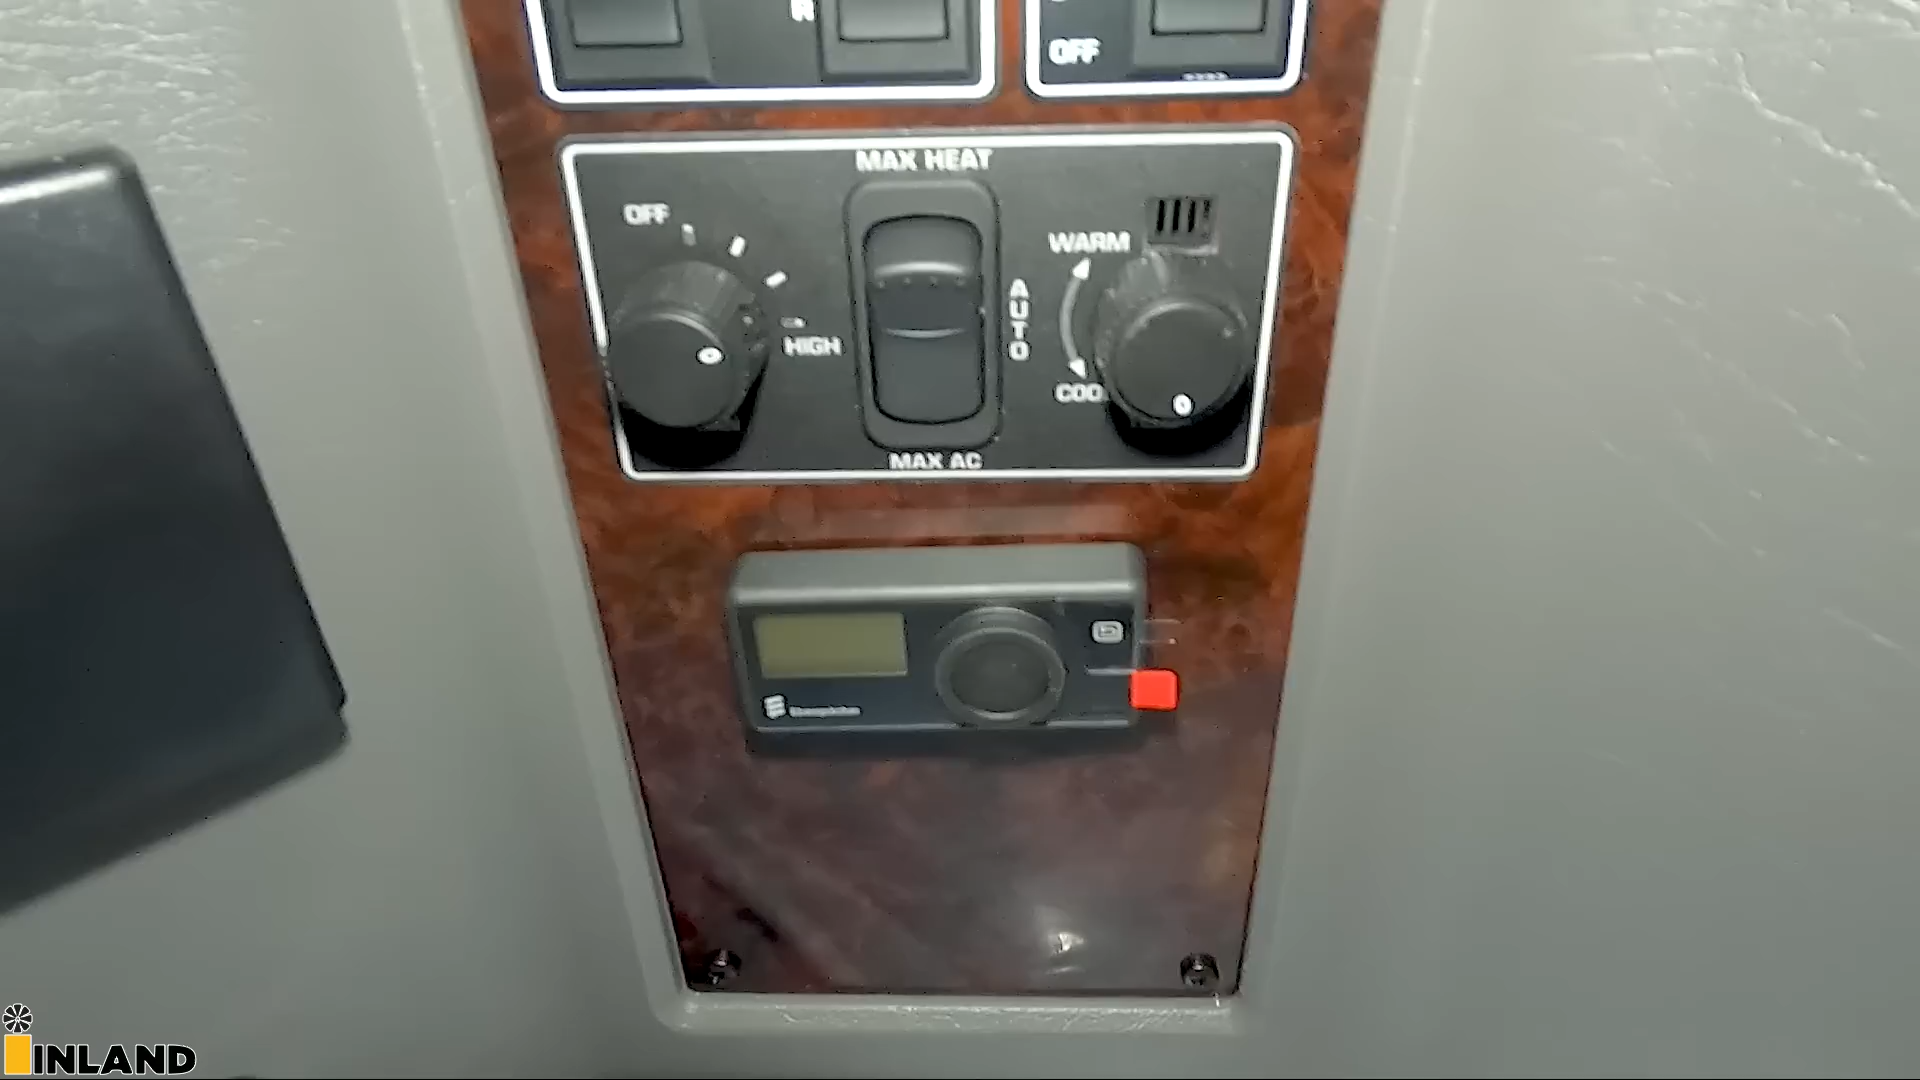 R
OFF
MAX HEAT
OFF
WARM
AUTO
HIGH
COO
MAX AC
INLAND